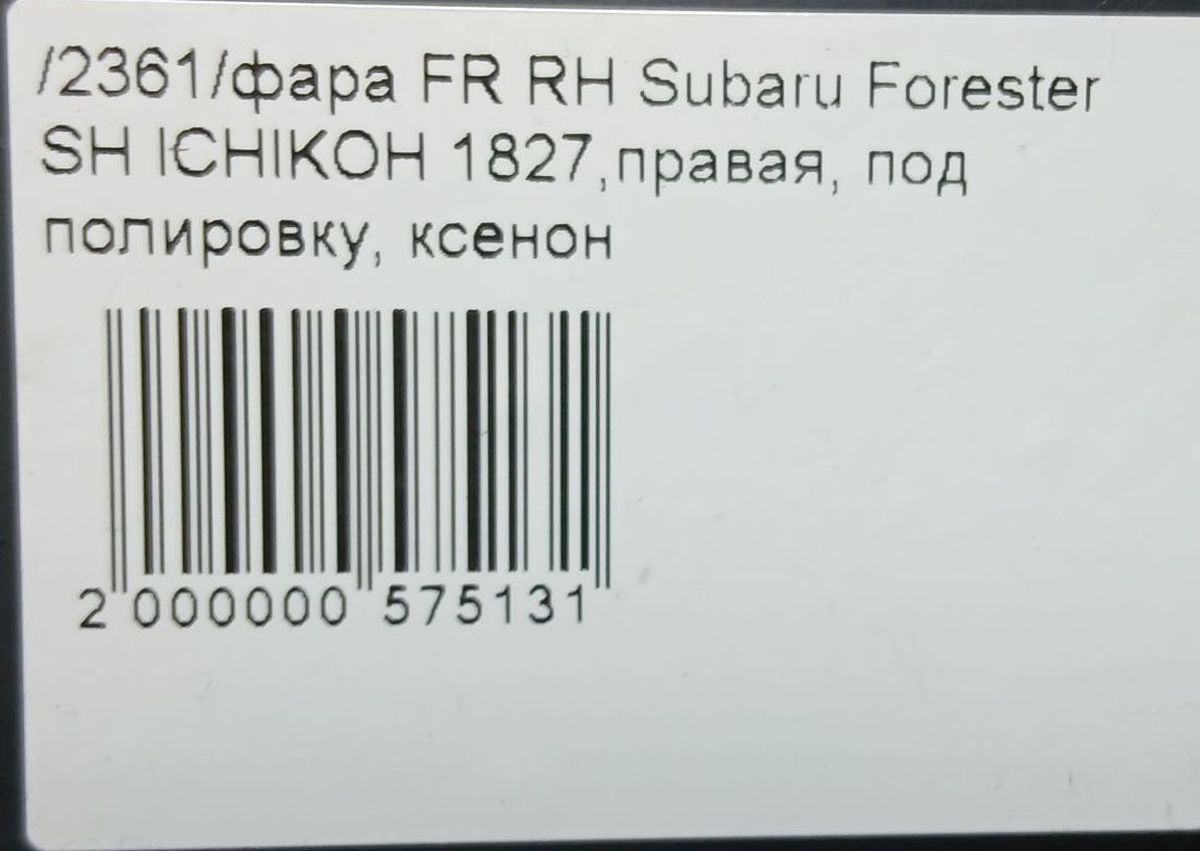 /2361/фара FR RH Subaru Forester
SH ICHIKOH 1827,правая, под
полировку, ксенон
2 000000 575131